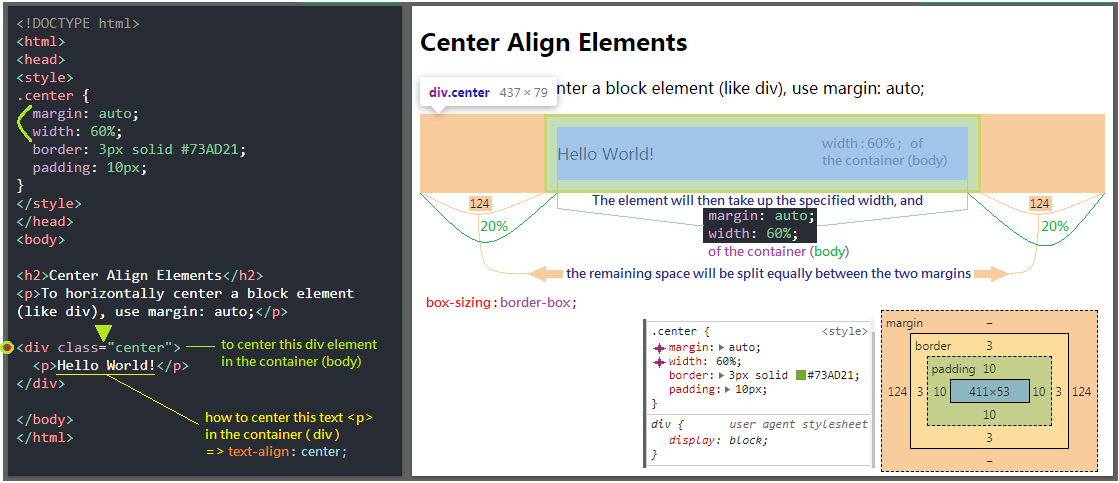 <!DOCTYPE html>
<html>
<head>
<style>
.center {
margin: auto;
width: 60%;
border: 3px solid #73AD21;
padding: 10px;
}
</style>
</head>
<body>
<h2>Center Align Elements</h2>
<p>To horizontally center a block element
(like div), use margin: auto;</p>
<div class="center">
<p>Hello World!</p>
</div>
</body>
</html>
to center this div element
in the container (body)
how to center this text <p>
in the container ( div )
=> text-align: center;
Center Align Elements
div.center 437 × 79
nter a block element (like div), use margin: auto;
Hello World!
width:60%; of
the container (body)
124
20%
The element will then take up the specified width, and
margin: auto;
width: 60%;
of the container (body)
124
20%
the remaining space will be split equally between the two margins
box-sizing:border-box;
.center { <style>
margin: auto;
width: 60%;
border: 3px solid #73AD21;
padding: 10px;
}
div { user agent stylesheet
display: block;
}
margin –
border 3
padding 10
124 3 10 411×53 10 3 124
10
3
–